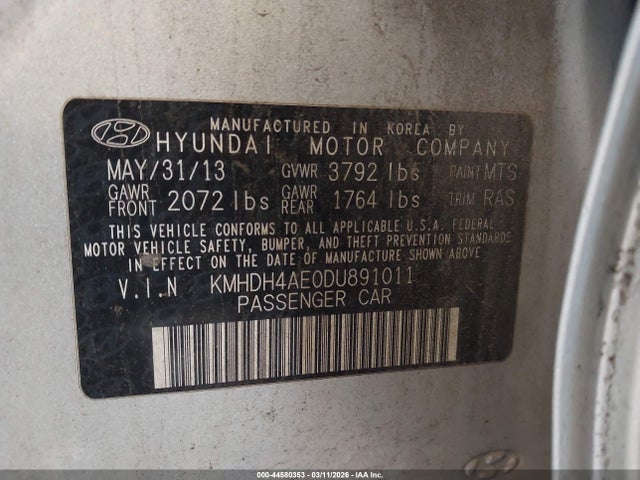 MANUFACTURED IN KOREA BY
HYUNDAI MOTOR COMPANY
MAY/31/13 GVWR 3792 lbs PAINT MTS
GAWR FRONT 2072 lbs GAWR REAR 1764 lbs TRIM RAS
THIS VEHICLE CONFORMS TO ALL APPLICABLE U.S.A. FEDERAL
MOTOR VEHICLE SAFETY, BUMPER, AND THEFT PREVENTION STANDARDS
IN EFFECT ON THE DATE OF MANUFACTURE SHOWN ABOVE
V.I.N KMHDH4AE0DU891011
PASSENGER CAR
000-44580353 - 03/11/2026 - IAA Inc.